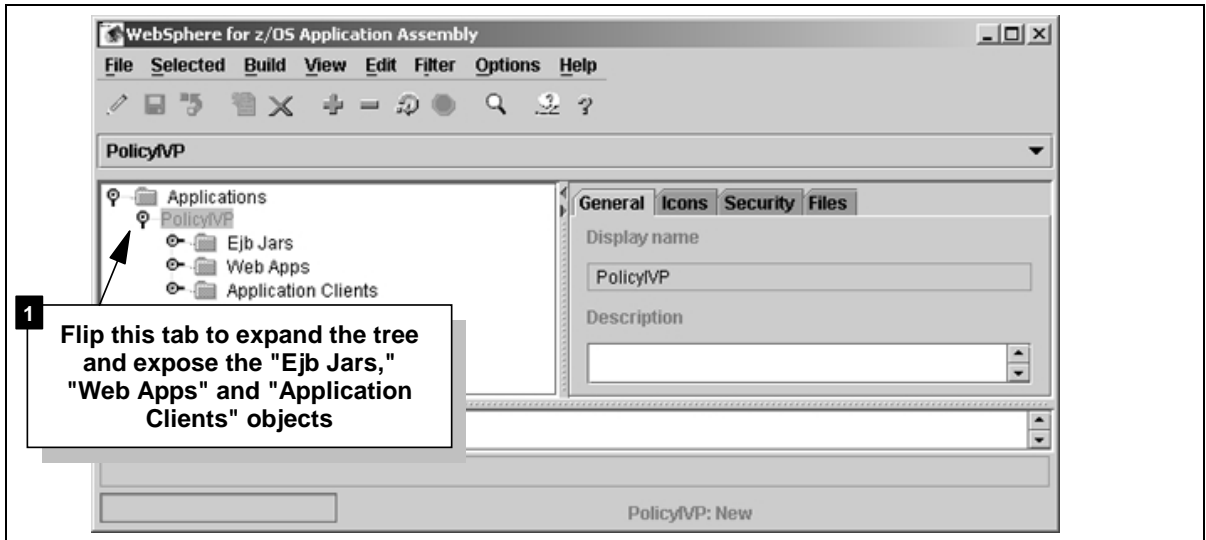 WebSphere for z/OS Application Assembly
File Selected Build View Edit Filter Options Help
PolicyIVP
Applications
PolicyIVP
Ejb Jars
Web Apps
Application Clients
General Icons Security Files
Display name
PolicyIVP
Description
1
Flip this tab to expand the tree
and expose the "Ejb Jars,"
"Web Apps" and "Application
Clients" objects
PolicyIVP: New